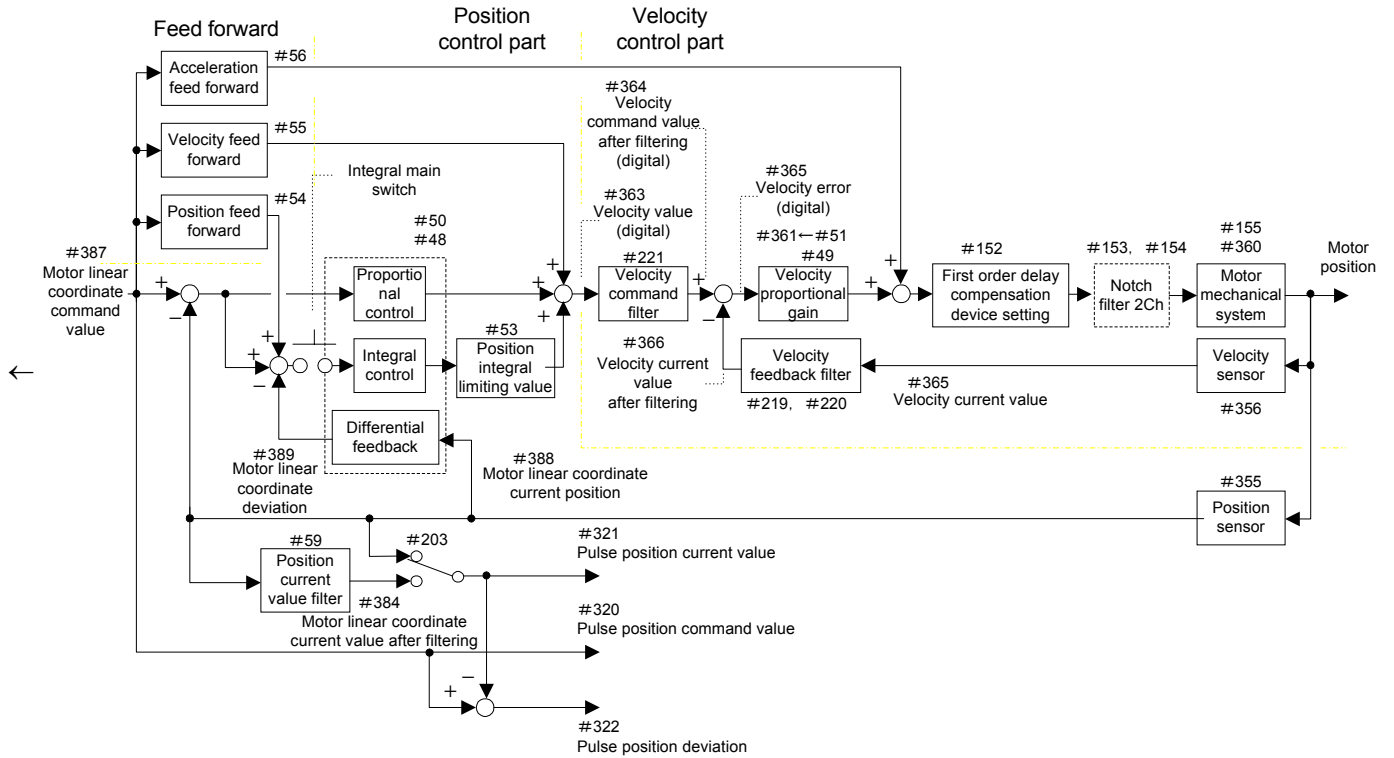 Feed forward
Position
control part
Velocity
control part
#56
Acceleration
feed forward
#55
Velocity feed
forward
#54
Position feed
forward
Integral main
switch
#50
#48
#364
Velocity
command value
after filtering
(digital)
#363
Velocity value
(digital)
#365
Velocity error
(digital)
#361←#51
#49
#221
#387
Motor linear
coordinate
command
value
+
−
Proportio
nal
control
+
+
+
Velocity
command
filter
+
−
Velocity
proportional
gain
+
+
#152
First order delay
compensation
device setting
#153, #154
Notch
filter 2Ch
#155
#360
Motor
mechanical
system
Motor
position
+
+
−
Integral
control
#53
Position
integral
limiting value
#366
Velocity current
value
after filtering
Velocity
feedback filter
#219, #220
#365
Velocity current value
Velocity
sensor
#356
←
Differential
feedback
#389
Motor linear
coordinate
deviation
#388
Motor linear coordinate
current position
#355
Position
sensor
#59
Position
current
value filter
#203
#384
Motor linear coordinate
current value after filtering
#321
Pulse position current value
#320
Pulse position command value
−
+
#322
Pulse position deviation